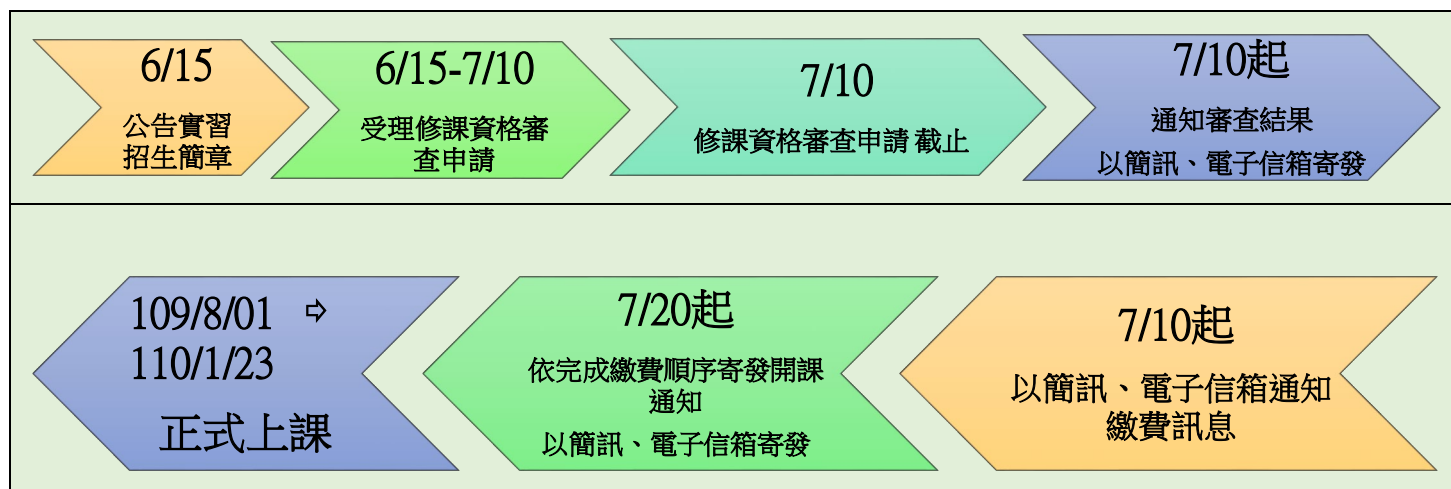 6/15
公告實習
招生簡章
6/15-7/10
受理修課資格審
查申請
7/10
修課資格審查申請 截止
7/10起
通知審查結果
以簡訊、電子信箱寄發
7/10起
以簡訊、電子信箱通知
繳費訊息
7/20起
依完成繳費順序寄發開課
通知
以簡訊、電子信箱寄發
109/8/01 ⇨
110/1/23
正式上課